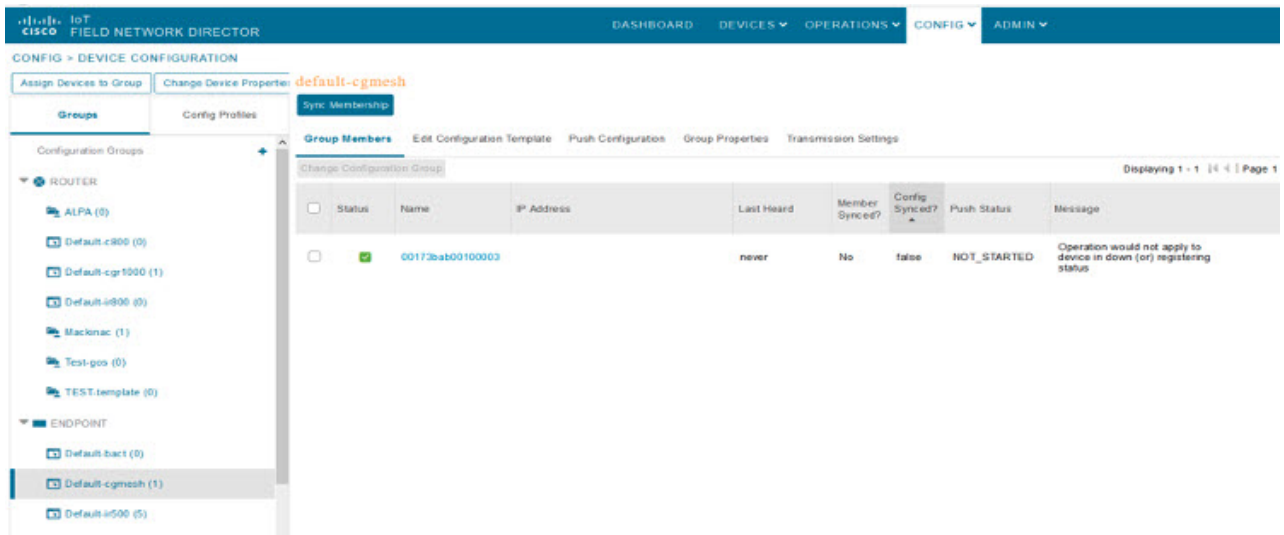 cisco IoT
FIELD NETWORK DIRECTOR
DASHBOARD DEVICES OPERATIONS CONFIG ADMIN
CONFIG > DEVICE CONFIGURATION
Assign Devices to Group Change Device Properties
Groups Config Profiles
Configuration Groups
ROUTER
ALPA (0)
Default-c800 (0)
Default-cgr1000 (1)
Default-ir800 (0)
Mackinac (1)
Test-gos (0)
TEST-template (0)
ENDPOINT
Default-bact (0)
Default-cgmesh (1)
Default-ir500 (5)
default-cgmesh
Sync Membership
Group Members Edit Configuration Template Push Configuration Group Properties Transmission Settings
Change Configuration Group
Displaying 1 - 1 Page 1
Status Name IP Address Last Heard Member Synced? Config Synced? Push Status Message
00173bab00100003 never No false NOT_STARTED Operation would not apply to
device in down (or) registering
status